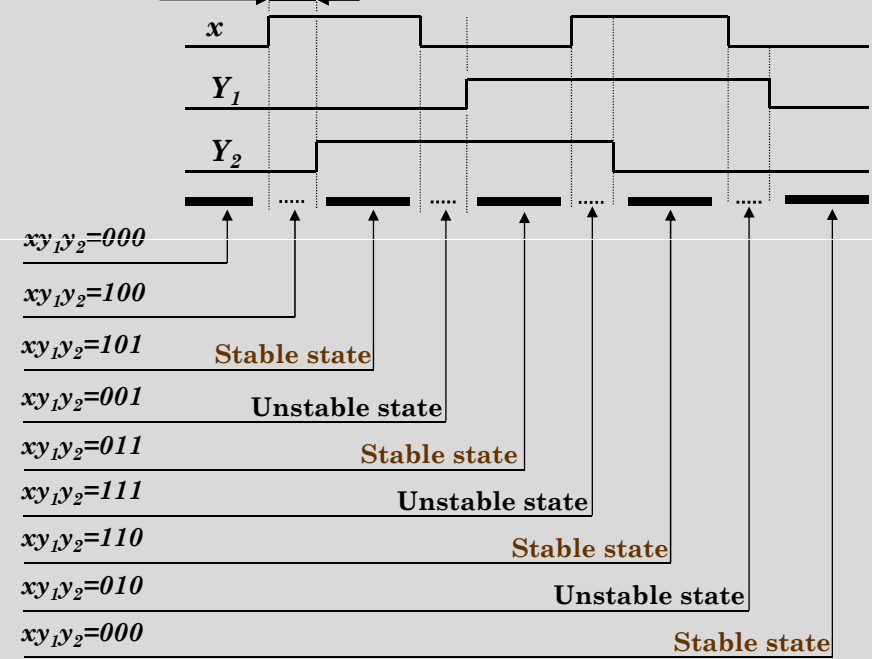 x
Y₁
Y₂
xy₁y₂=000
xy₁y₂=100
xy₁y₂=101 Stable state
xy₁y₂=001 Unstable state
xy₁y₂=011 Stable state
xy₁y₂=111 Unstable state
xy₁y₂=110 Stable state
xy₁y₂=010 Unstable state
xy₁y₂=000 Stable state